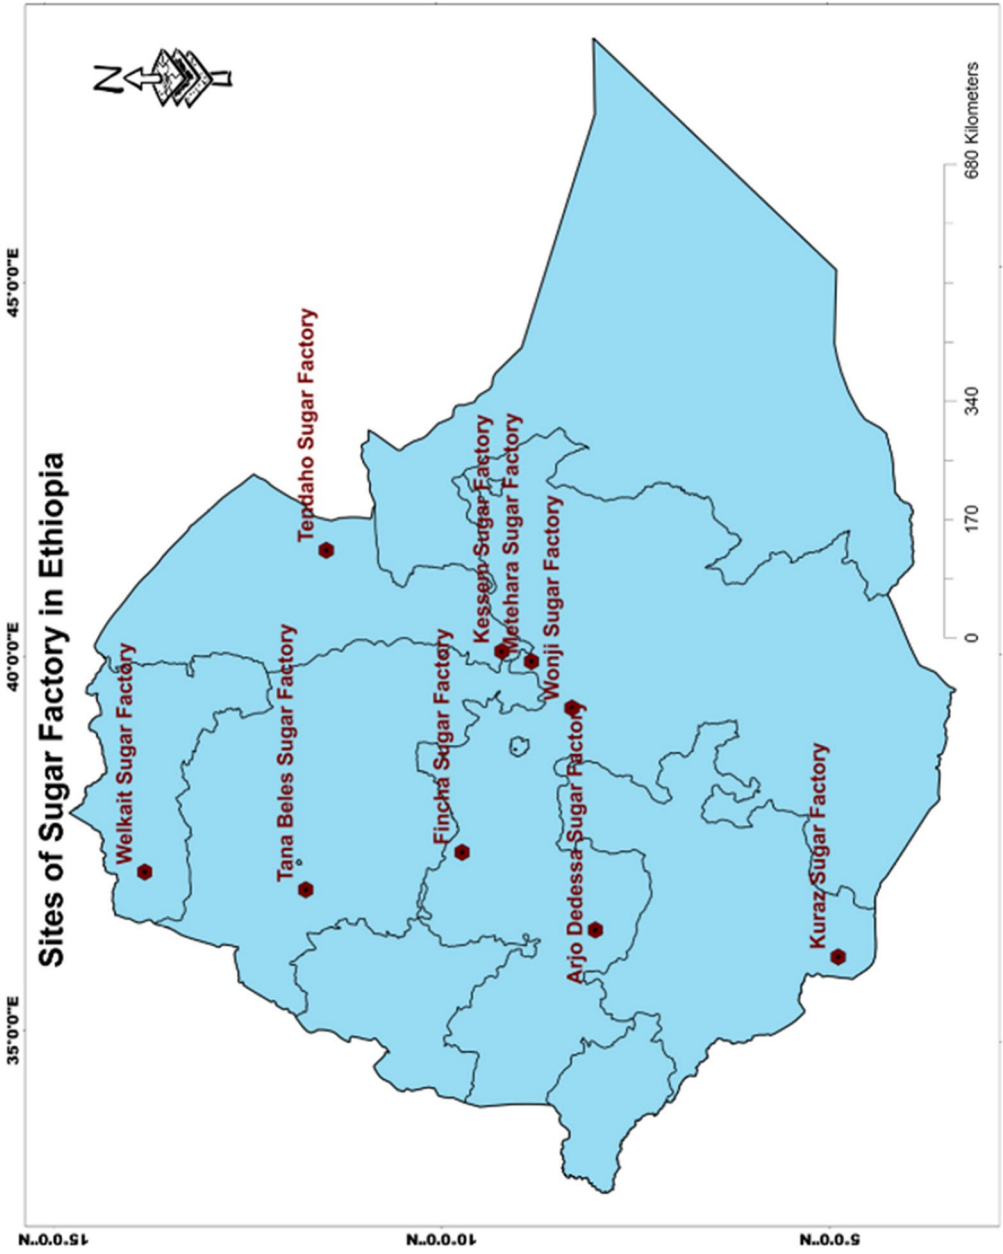 Sites of Sugar Factory in Ethiopia
35°0'0"E
40°0'0"E
45°0'0"E
N
15°0'0"N
10°0'0"N
5°0'0"N
Welkait Sugar Factory
Tana Beles Sugar Factory
Tendaho Sugar Factory
Fincha Sugar Factory
Kessem Sugar Factory
Metehara Sugar Factory
Wonji Sugar Factory
Arjo Dedessa Sugar Factory
Kuraz Sugar Factory
0 170 340 680 Kilometers